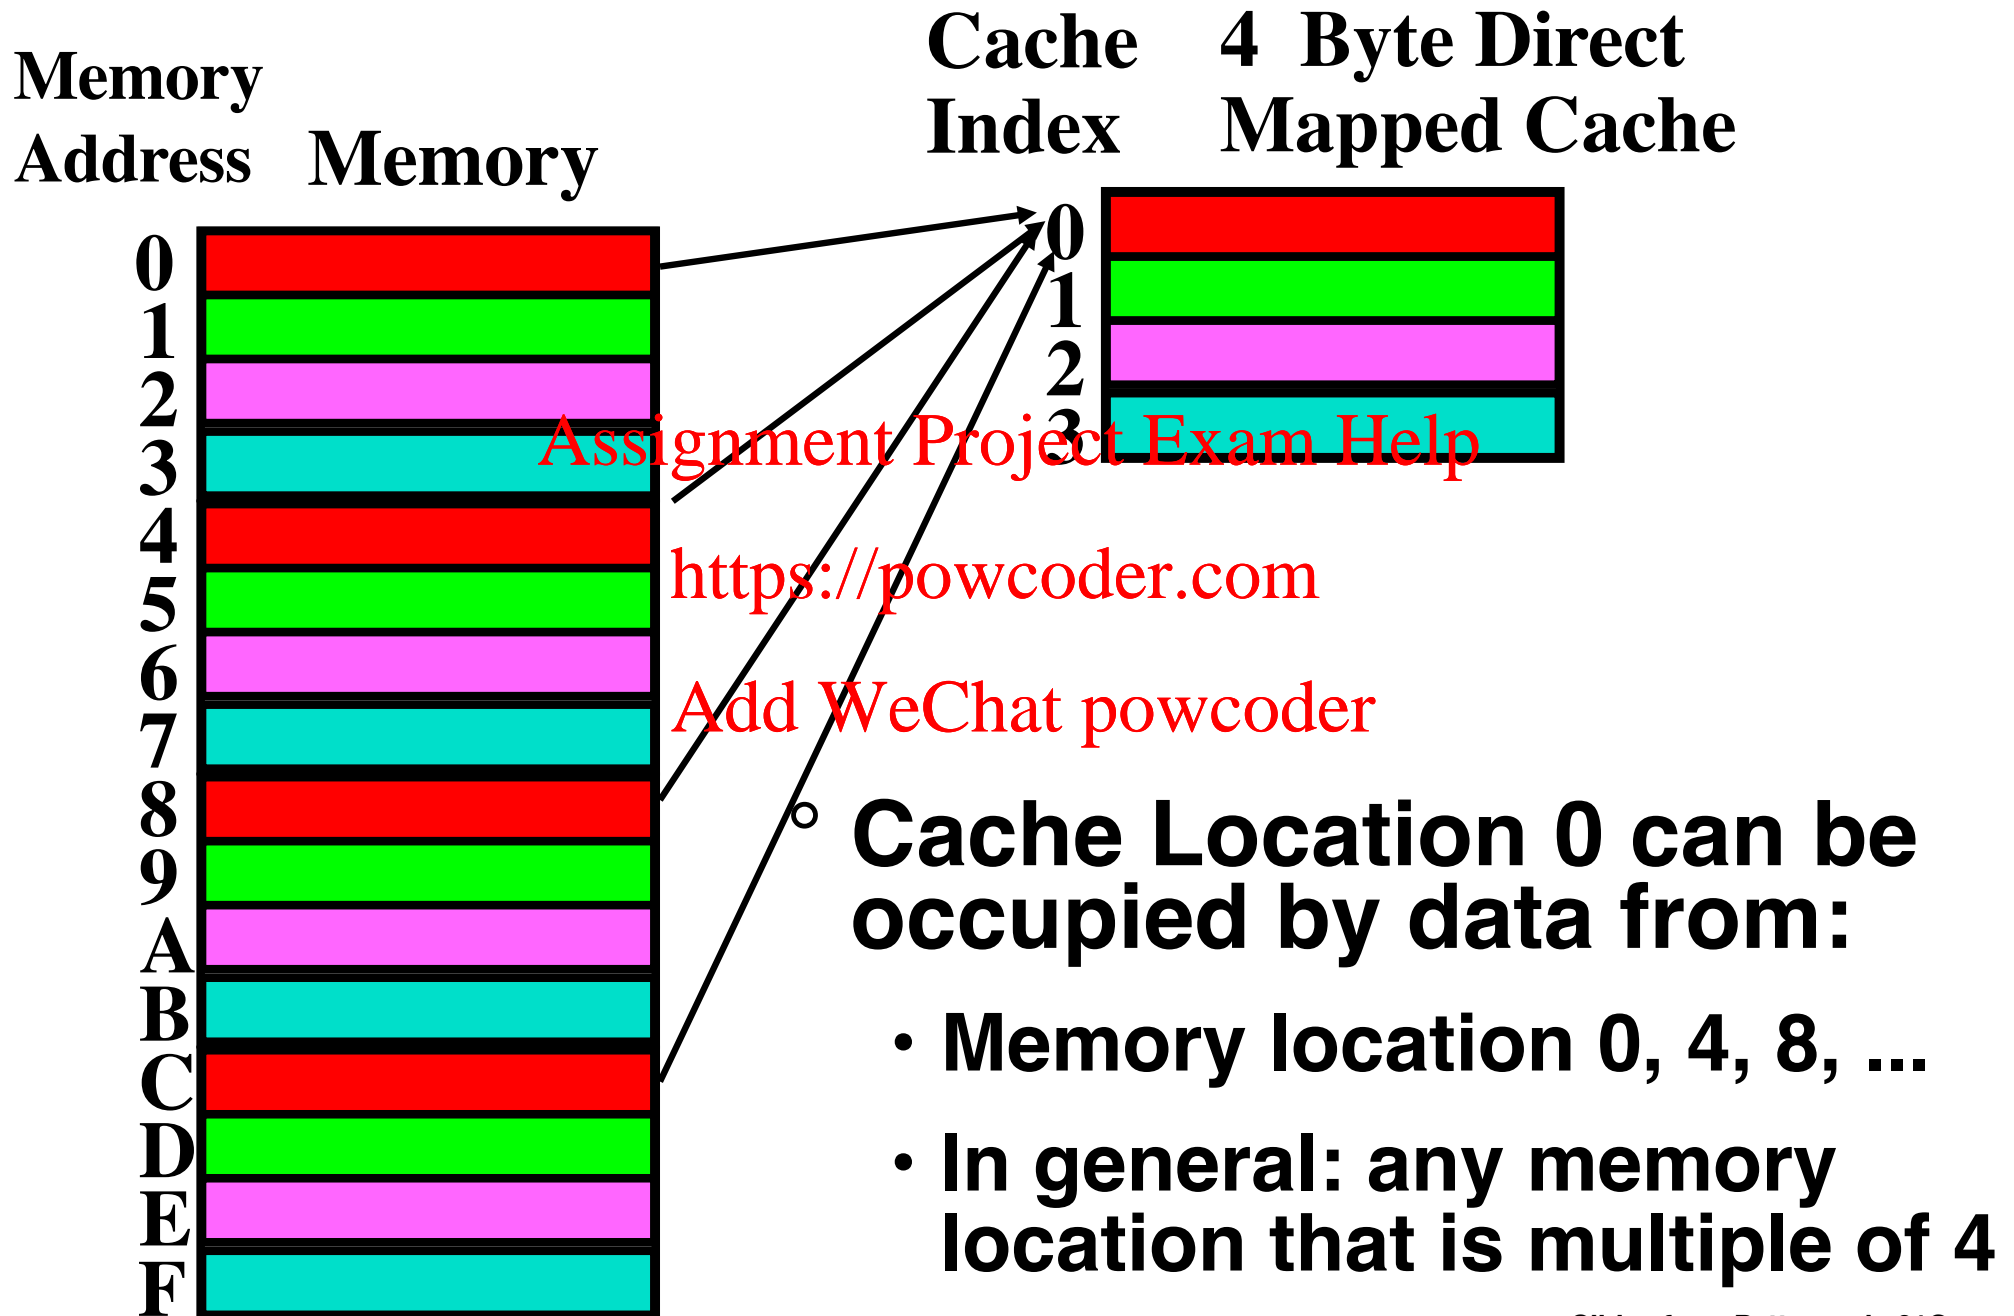 Memory
Address
Memory
Cache
Index
4 Byte Direct
Mapped Cache
0
1
2
3
4
5
6
7
8
9
A
B
C
D
E
F
0
1
2
3
Assignment Project Exam Help
https://powcoder.com
Add WeChat powcoder
° Cache Location 0 can be
occupied by data from:
• Memory location 0, 4, 8, ...
• In general: any memory
location that is multiple of 4